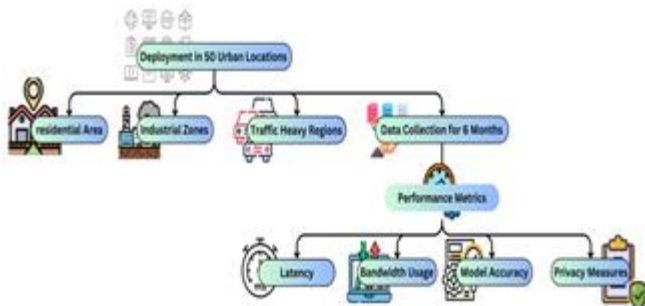 Deployment in 50 Urban Locations
residential Area
Industrial Zones
Traffic Heavy Regions
Data Collection for 6 Months
Performance Metrics
Latency
Bandwidth Usage
Model Accuracy
Privacy Measures